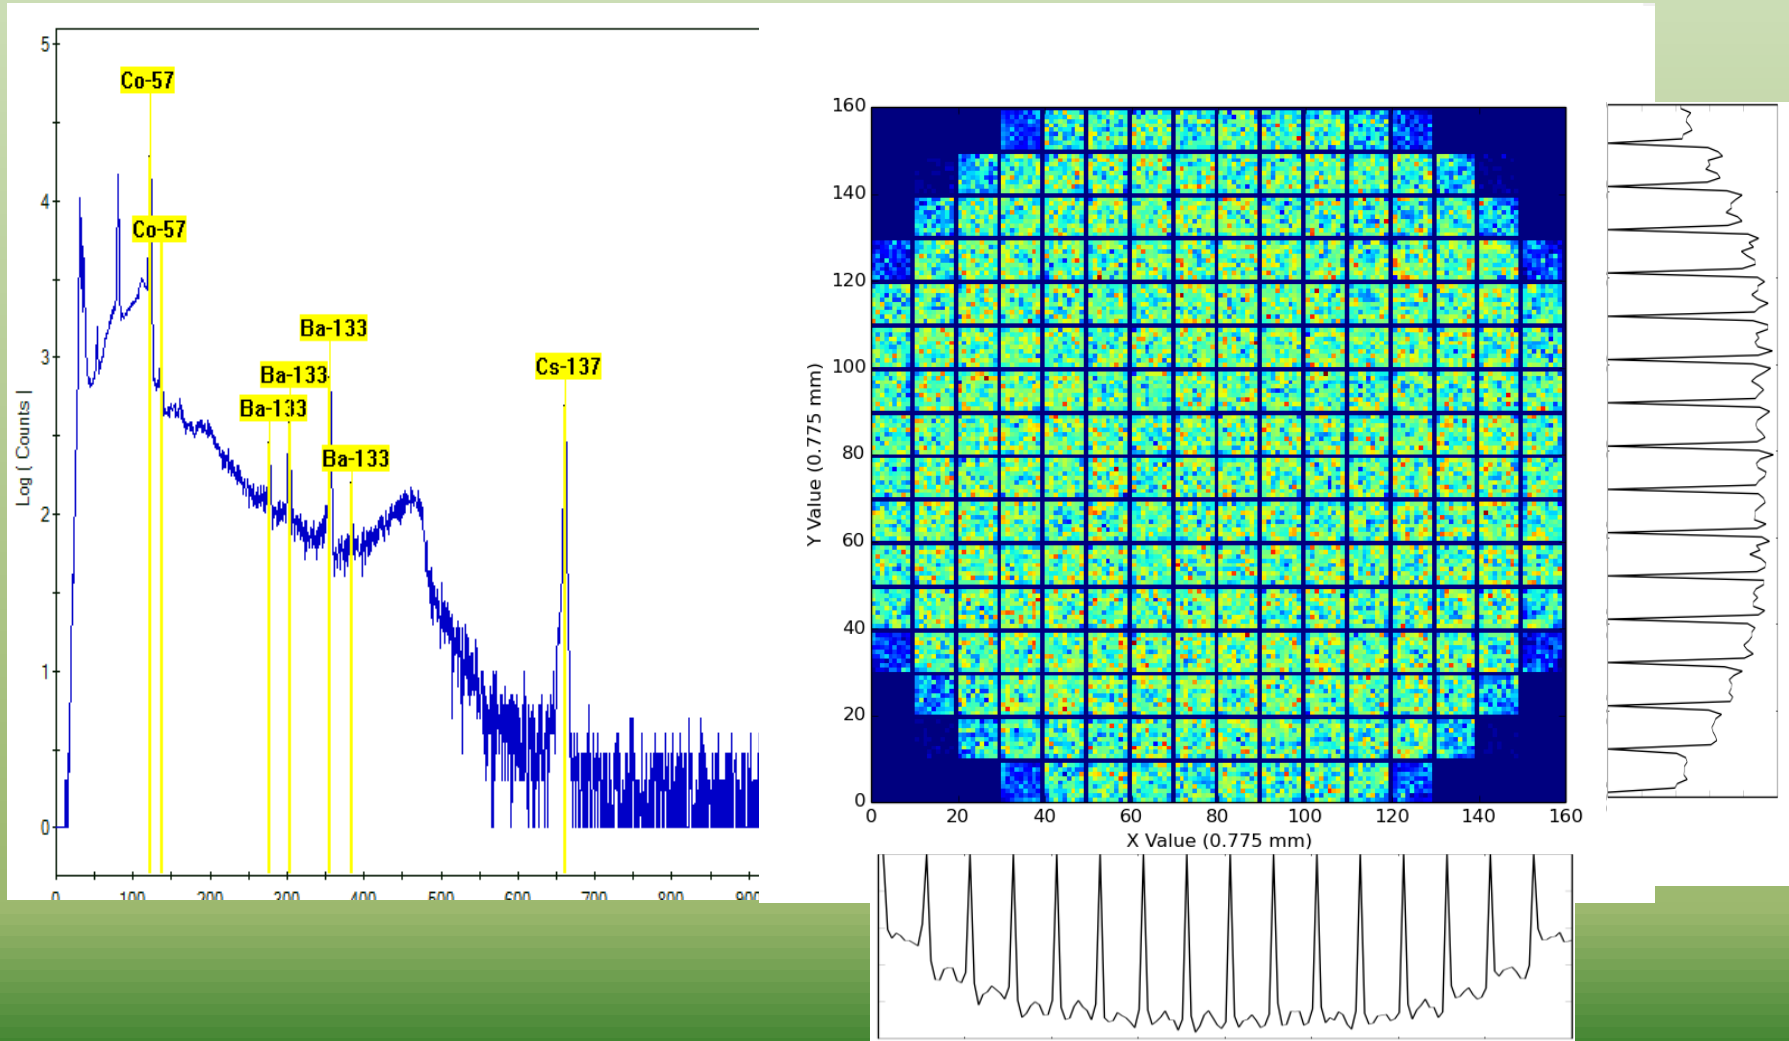 5
4
3
2
1
0
Log ( Counts )
Co-57
Co-57
Ba-133
Ba-133
Ba-133
Ba-133
Cs-137
0 100 200 300 400 500 600 700 800 900
160
140
120
100
80
60
40
20
0
Y Value (0.775 mm)
0 20 40 60 80 100 120 140 160
X Value (0.775 mm)